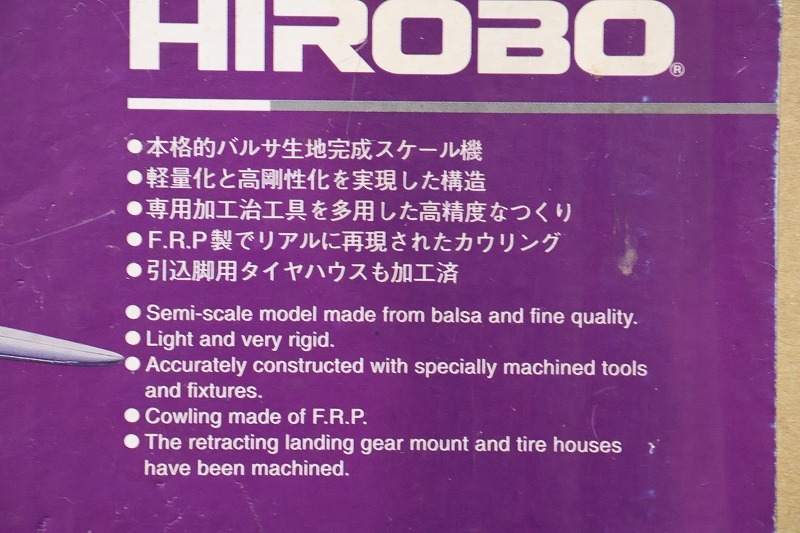 HIROBO®
●本格的バルサ生地完成スケール機
●軽量化と高剛性化を実現した構造
●専用加工治工具を多用した高精度なつくり
●F.R.P製でリアルに再現されたカウリング
●引込脚用タイヤハウスも加工済
●Semi-scale model made from balsa and fine quality.
●Light and very rigid.
●Accurately constructed with specially machined tools
and fixtures.
●Cowling made of F.R.P.
●The retracting landing gear mount and tire houses
have been machined.